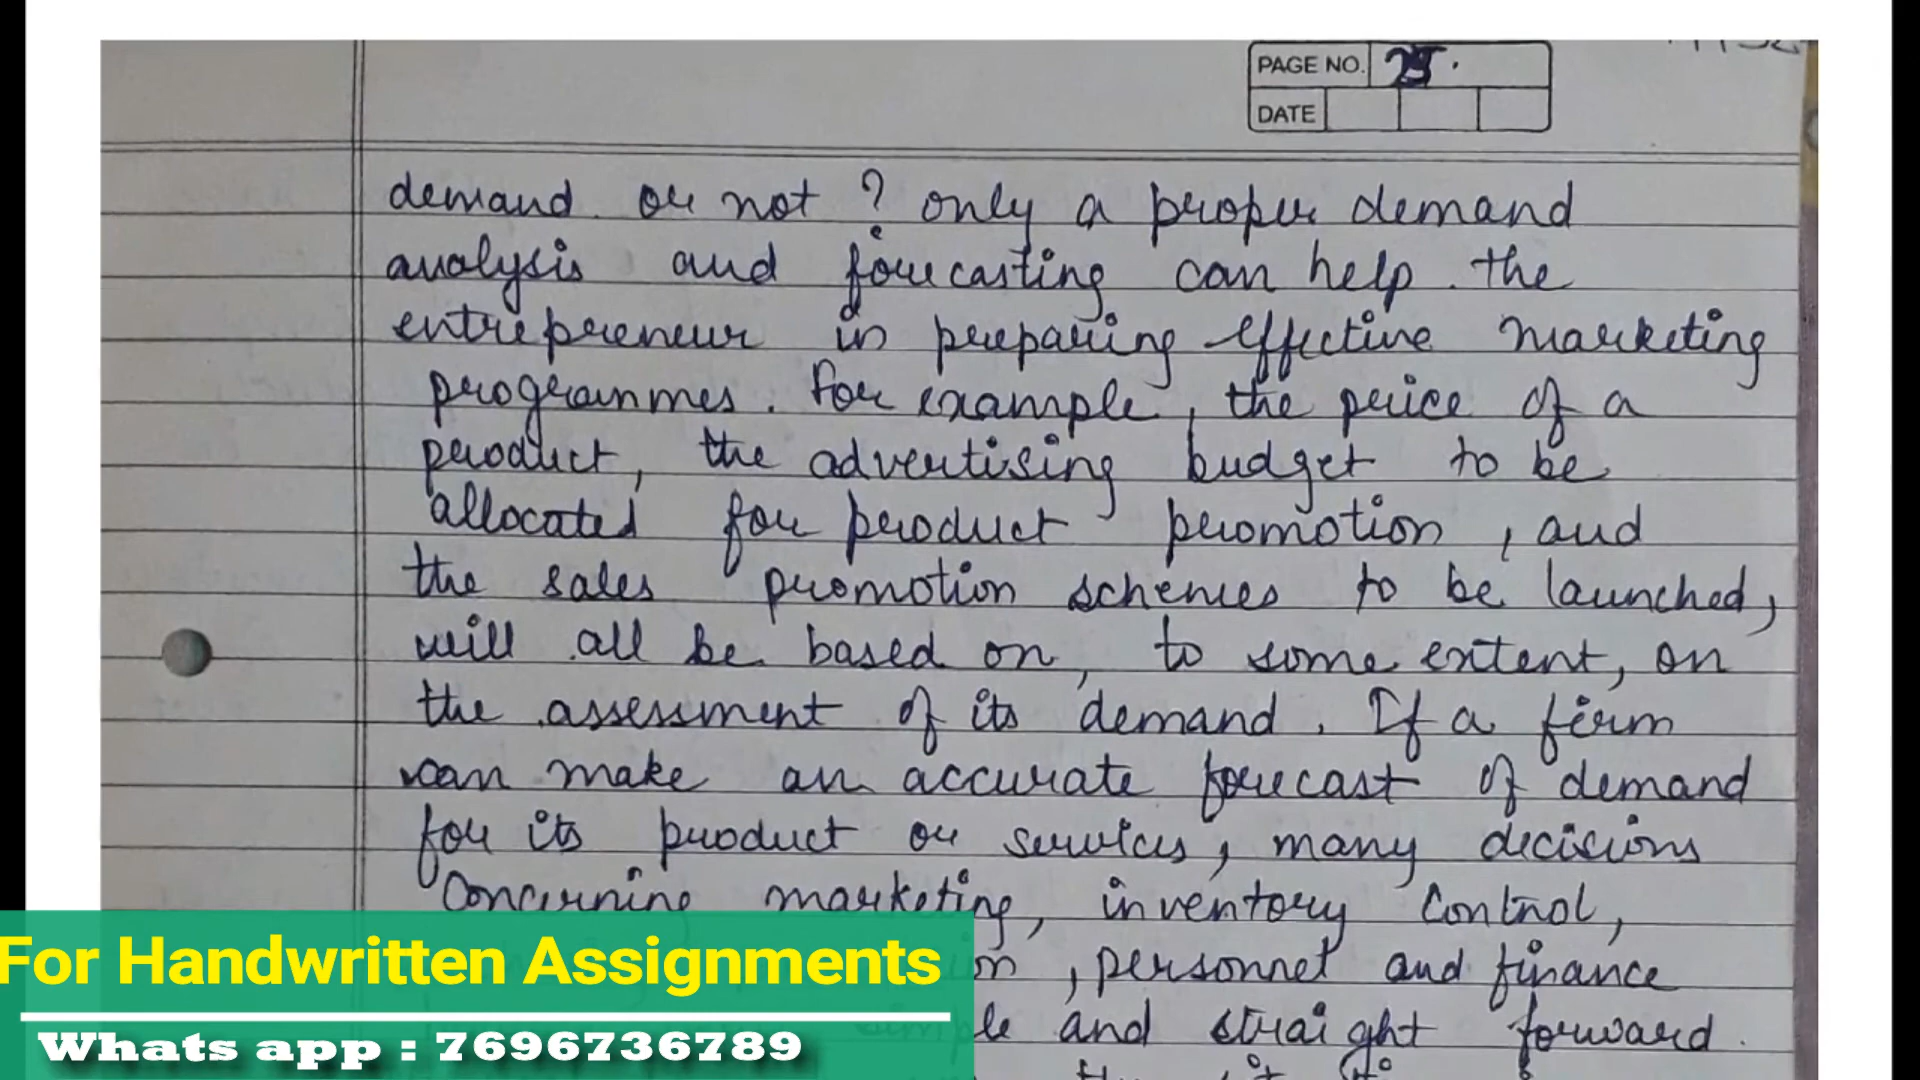 PAGE NO. 25.
DATE
demand or not ? only a proper demand
analysis and forecasting can help the
entrepreneur in preparing effective marketing
programmes. For example, the price of a
product, the advertising budget to be
allocated for product promotion, and
the sales promotion schemes to be launched,
will all be based on, to some extent, on
the assessment of its demand. If a firm
can make an accurate forecast of demand
for its product or services, many decisions
Concerning marketing, inventory Control,
, personnel and finance
simple and straight forward.
For Handwritten Assignments
Whats app : 7696736789